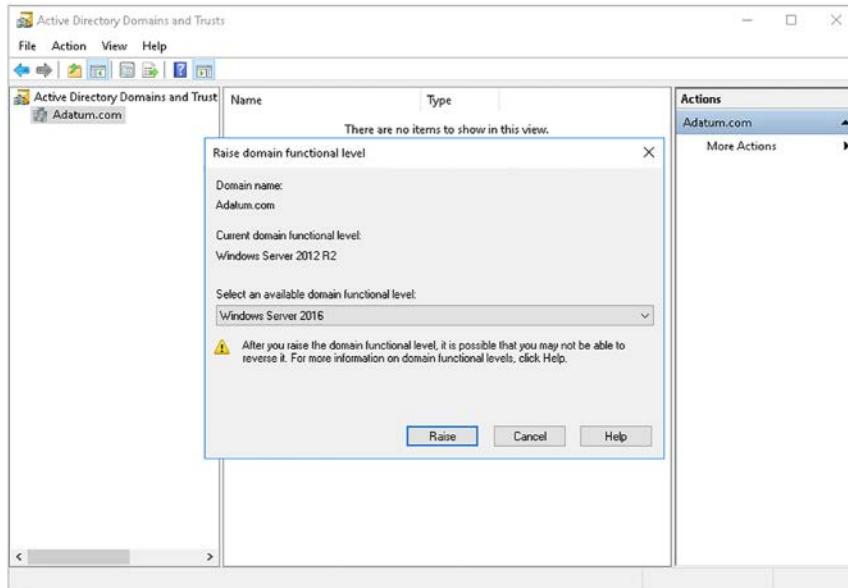 Active Directory Domains and Trusts
File Action View Help
Active Directory Domains and Trust
Adatum.com
Name Type
There are no items to show in this view.
Actions
Adatum.com
More Actions
Raise domain functional level
Domain name:
Adatum.com
Current domain functional level:
Windows Server 2012 R2
Select an available domain functional level:
Windows Server 2016
After you raise the domain functional level, it is possible that you may not be able to
reverse it. For more information on domain functional levels, click Help.
Raise Cancel Help